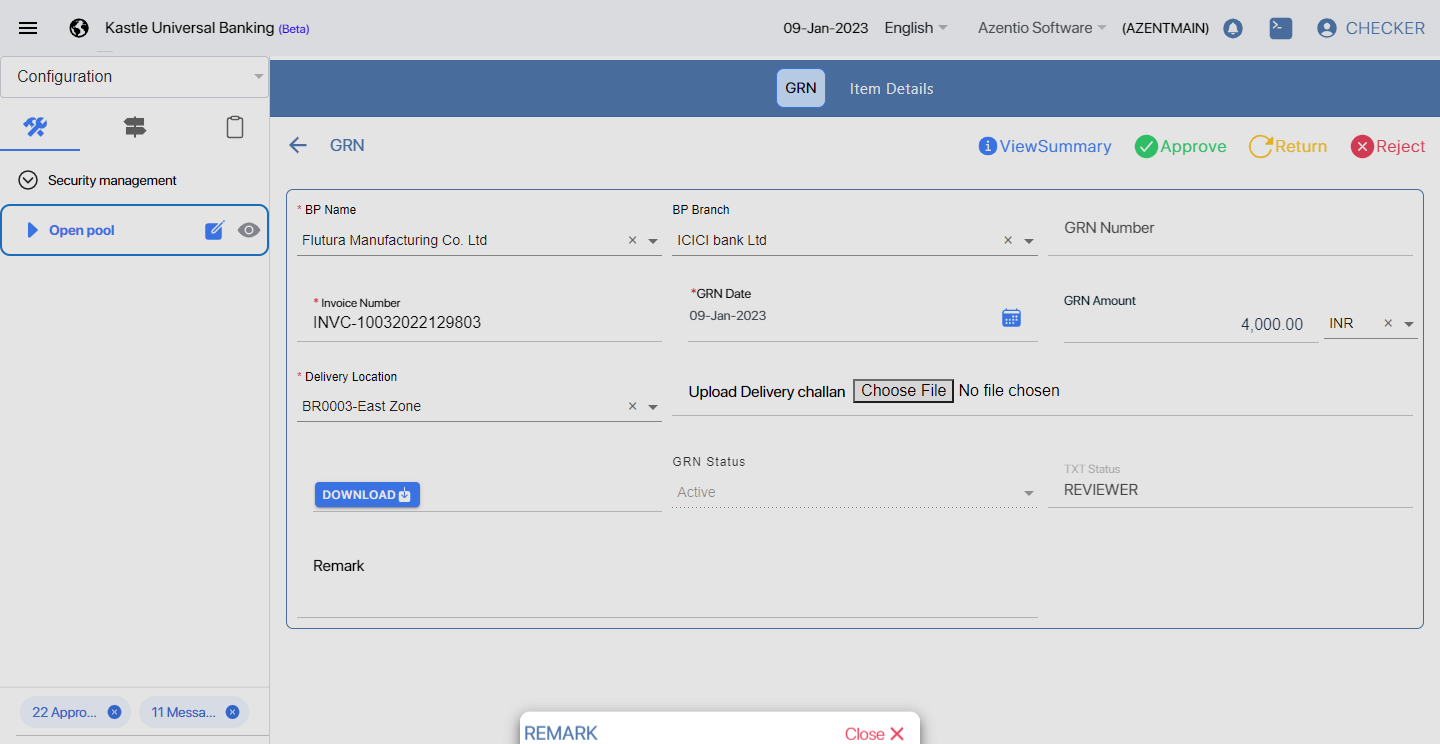 Kastle Universal Banking (Beta)
09-Jan-2023 English Azentio Software (AZENTMAIN) CHECKER
Configuration
GRN Item Details
GRN
ViewSummary Approve Return Reject
Security management
Open pool
* BP Name BP Branch GRN Number
Flutura Manufacturing Co. Ltd × ICICI bank Ltd ×
* Invoice Number *GRN Date GRN Amount
INVC-10032022129803 09-Jan-2023 4,000.00 INR ×
* Delivery Location
BR0003-East Zone × Upload Delivery challan Choose File No file chosen
GRN Status TXT Status
DOWNLOAD Active REVIEWER
Remark
22 Appro... 11 Messa...
REMARK Close